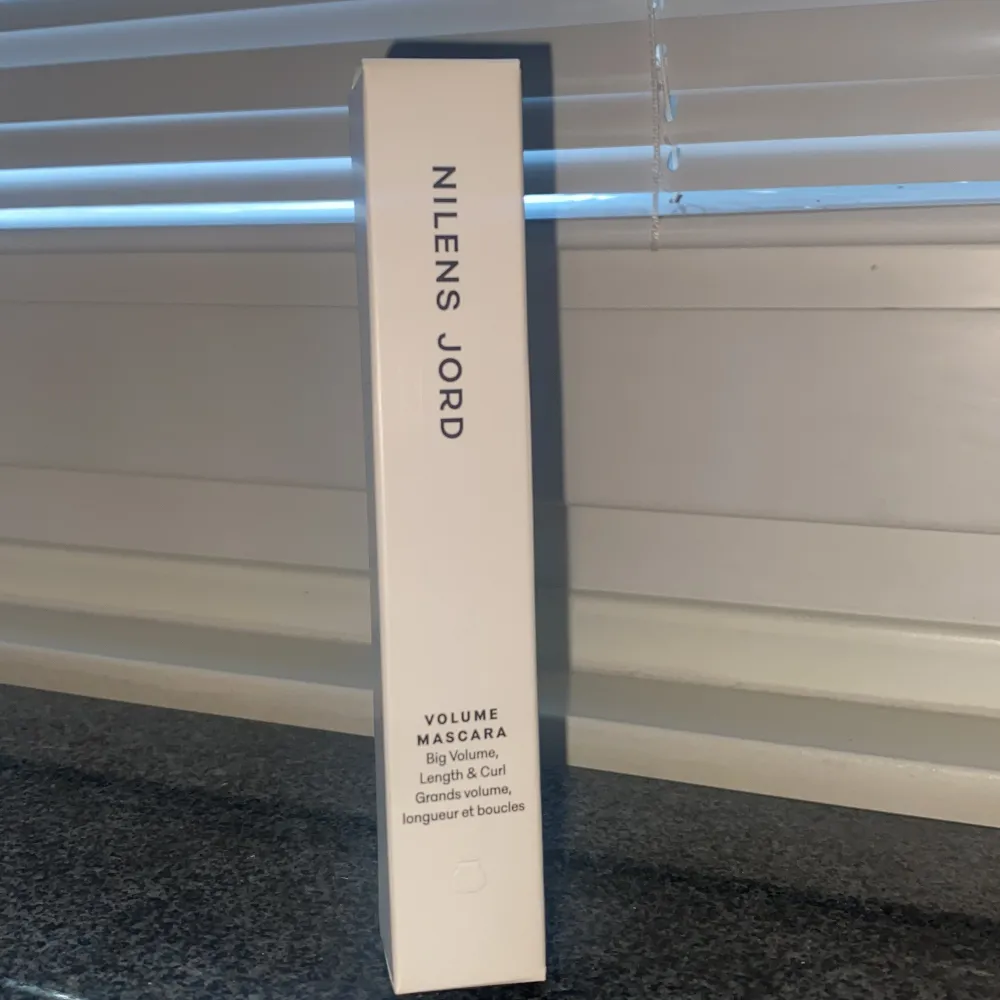 NILENS JORD
VOLUME
MASCARA
Big Volume,
Length & Curl
Grands volume,
longueur et boucles